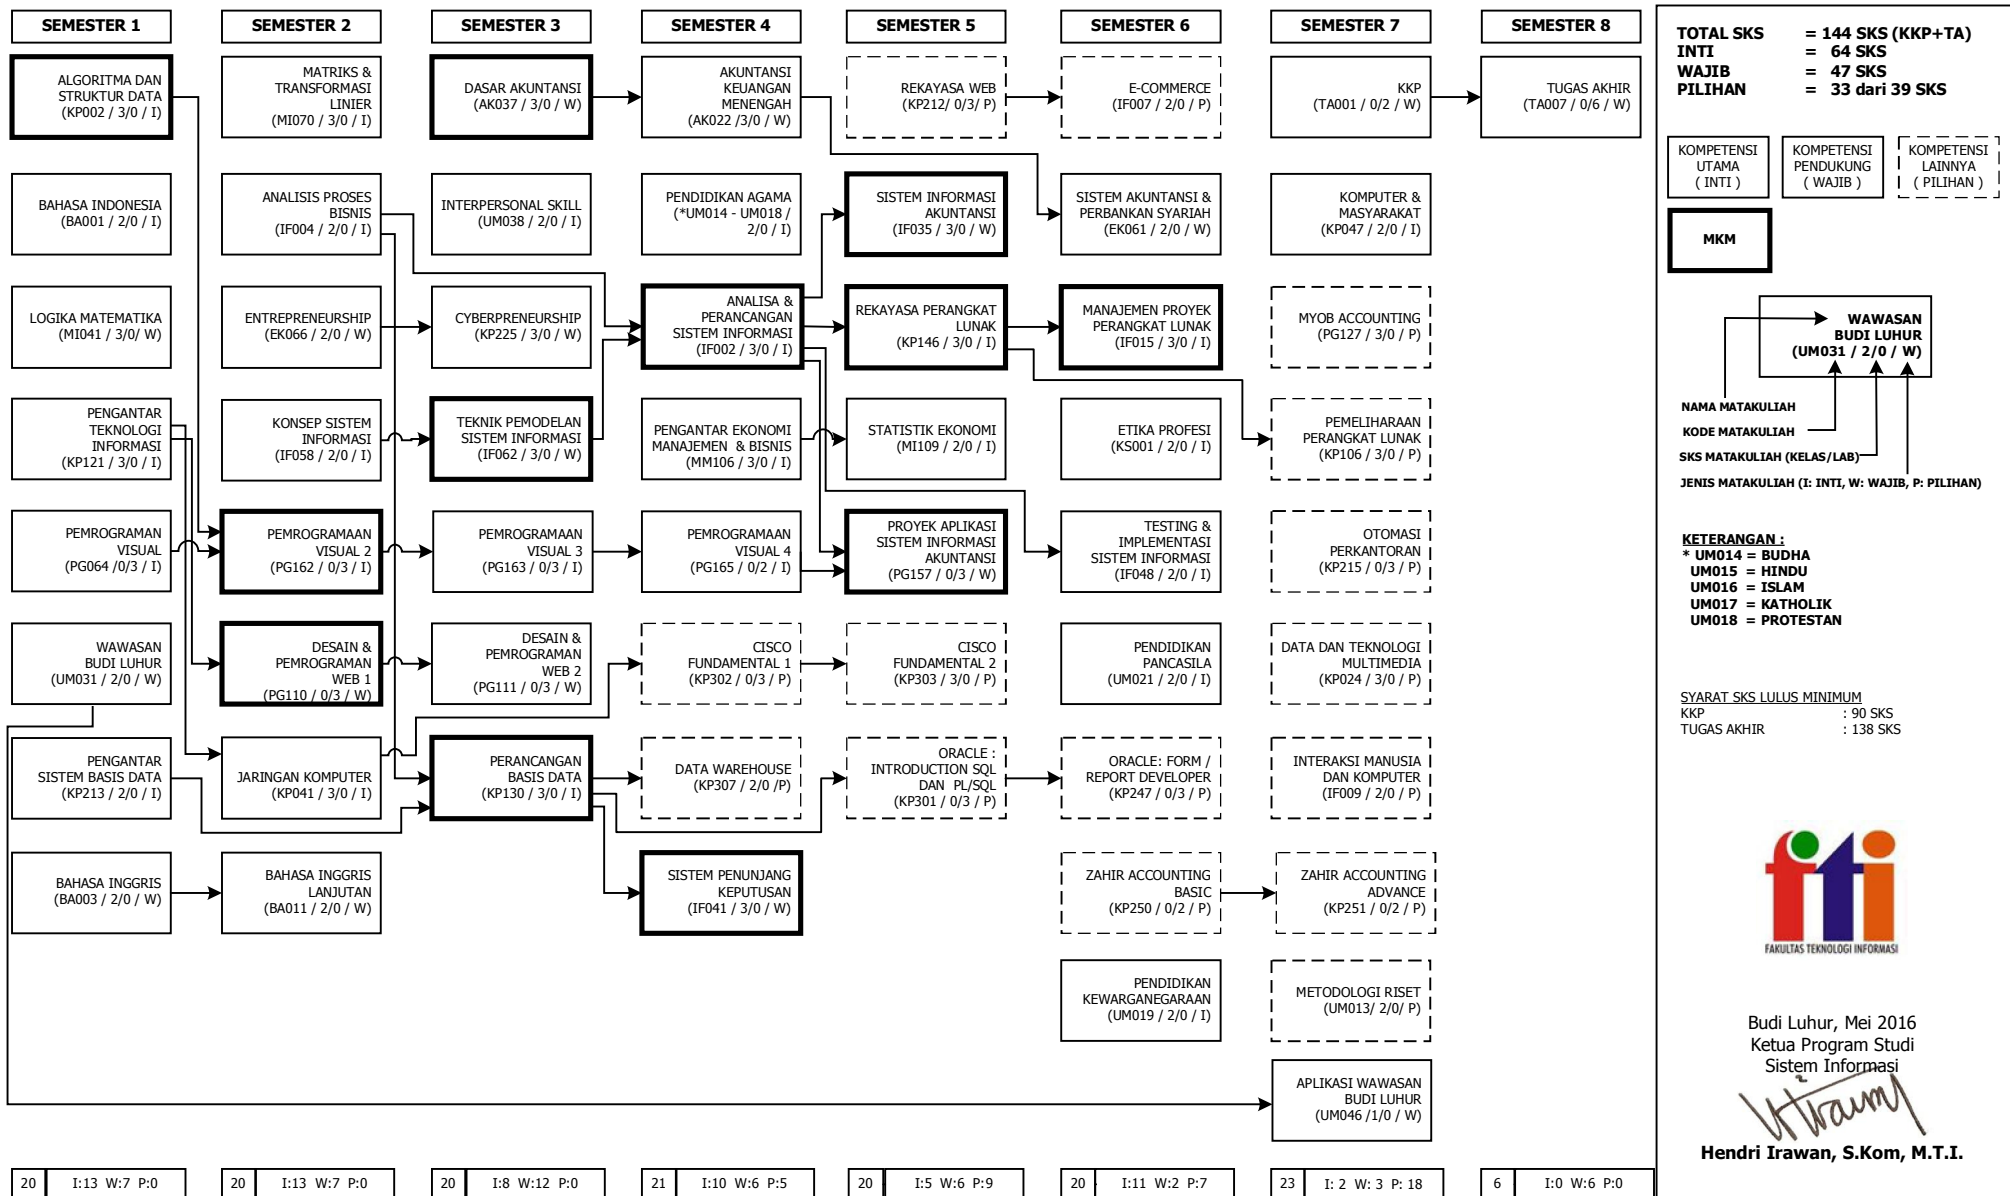 SEMESTER 1
ALGORITMA DAN
STRUKTUR DATA
(KP002 / 3/0 / I)
BAHASA INDONESIA
(BA001 / 2/0 / I)
LOGIKA MATEMATIKA
(MI041 / 3/0/ W)
PENGANTAR
TEKNOLOGI
INFORMASI
(KP121 / 3/0 / I)
PEMROGRAMAN
VISUAL
(PG064 /0/3 / I)
WAWASAN
BUDI LUHUR
(UM031 / 2/0 / W)
PENGANTAR
SISTEM BASIS DATA
(KP213 / 2/0 / I)
BAHASA INGGRIS
(BA003 / 2/0 / W)
20
I:13 W:7 P:0
SEMESTER 2
MATRIKS &
TRANSFORMASI
LINIER
(MI070 / 3/0 / I)
ANALISIS PROSES
BISNIS
(IF004 / 2/0 / I)
ENTREPRENEURSHIP
(EK066 / 2/0 / W)
KONSEP SISTEM
INFORMASI
(IF058 / 2/0 / I)
PEMROGRAMAAN
VISUAL 2
(PG162 / 0/3 / I)
DESAIN &
PEMROGRAMAN
WEB 1
(PG110 / 0/3 / W)
JARINGAN KOMPUTER
(KP041 / 3/0 / I)
BAHASA INGGRIS
LANJUTAN
(BA011 / 2/0 / W)
20
I:13 W:7 P:0
SEMESTER 3
DASAR AKUNTANSI
(AK037 / 3/0 / W)
INTERPERSONAL SKILL
(UM038 / 2/0 / I)
CYBERPRENEURSHIP
(KP225 / 3/0 / W)
TEKNIK PEMODELAN
SISTEM INFORMASI
(IF062 / 3/0 / W)
PEMROGRAMAAN
VISUAL 3
(PG163 / 0/3 / I)
DESAIN &
PEMROGRAMAN
WEB 2
(PG111 / 0/3 / W)
PERANCANGAN
BASIS DATA
(KP130 / 3/0 / I)
20
I:8 W:12 P:0
SEMESTER 4
AKUNTANSI
KEUANGAN
MENENGAH
(AK022 /3/0 / W)
PENDIDIKAN AGAMA
(*UM014 - UM018 /
2/0 / I)
ANALISA &
PERANCANGAN
SISTEM INFORMASI
(IF002 / 3/0 / I)
PENGANTAR EKONOMI
MANAJEMEN & BISNIS
(MM106 / 3/0 / I)
PEMROGRAMAAN
VISUAL 4
(PG165 / 0/2 / I)
CISCO
FUNDAMENTAL 1
(KP302 / 0/3 / P)
DATA WAREHOUSE
(KP307 / 2/0 /P)
SISTEM PENUNJANG
KEPUTUSAN
(IF041 / 3/0 / W)
21
I:10 W:6 P:5
SEMESTER 5
REKAYASA WEB
(KP212/ 0/3/ P)
SISTEM INFORMASI
AKUNTANSI
(IF035 / 3/0 / W)
REKAYASA PERANGKAT
LUNAK
(KP146 / 3/0 / I)
STATISTIK EKONOMI
(MI109 / 2/0 / I)
PROYEK APLIKASI
SISTEM INFORMASI
AKUNTANSI
(PG157 / 0/3 / W)
CISCO
FUNDAMENTAL 2
(KP303 / 3/0 / P)
ORACLE :
INTRODUCTION SQL
DAN PL/SQL
(KP301 / 0/3 / P)
20
I:5 W:6 P:9
SEMESTER 6
E-COMMERCE
(IF007 / 2/0 / P)
SISTEM AKUNTANSI &
PERBANKAN SYARIAH
(EK061 / 2/0 / W)
MANAJEMEN PROYEK
PERANGKAT LUNAK
(IF015 / 3/0 / I)
ETIKA PROFESI
(KS001 / 2/0 / I)
TESTING &
IMPLEMENTASI
SISTEM INFORMASI
(IF048 / 2/0 / I)
PENDIDIKAN
PANCASILA
(UM021 / 2/0 / I)
ORACLE: FORM /
REPORT DEVELOPER
(KP247 / 0/3 / P)
ZAHIR ACCOUNTING
BASIC
(KP250 / 0/2 / P)
PENDIDIKAN
KEWARGANEGARAAN
(UM019 / 2/0 / I)
20
I:11 W:2 P:7
SEMESTER 7
KKP
(TA001 / 0/2 / W)
KOMPUTER &
MASYARAKAT
(KP047 / 2/0 / I)
MYOB ACCOUNTING
(PG127 / 3/0 / P)
PEMELIHARAAN
PERANGKAT LUNAK
(KP106 / 3/0 / P)
OTOMASI
PERKANTORAN
(KP215 / 0/3 / P)
DATA DAN TEKNOLOGI
MULTIMEDIA
(KP024 / 3/0 / P)
INTERAKSI MANUSIA
DAN KOMPUTER
(IF009 / 2/0 / P)
ZAHIR ACCOUNTING
ADVANCE
(KP251 / 0/2 / P)
METODOLOGI RISET
(UM013/ 2/0/ P)
APLIKASI WAWASAN
BUDI LUHUR
(UM046 /1/0 / W)
23
I: 2 W: 3 P: 18
SEMESTER 8
TUGAS AKHIR
(TA007 / 0/6 / W)
6
I:0 W:6 P:0
TOTAL SKS = 144 SKS (KKP+TA)
INTI = 64 SKS
WAJIB = 47 SKS
PILIHAN = 33 dari 39 SKS
KOMPETENSI
UTAMA
( INTI )
KOMPETENSI
PENDUKUNG
( WAJIB )
KOMPETENSI
LAINNYA
( PILIHAN )
MKM
WAWASAN
BUDI LUHUR
(UM031 / 2/0 / W)
NAMA MATAKULIAH
KODE MATAKULIAH
SKS MATAKULIAH (KELAS/LAB)
JENIS MATAKULIAH (I: INTI, W: WAJIB, P: PILIHAN)
KETERANGAN :
* UM014 = BUDHA
UM015 = HINDU
UM016 = ISLAM
UM017 = KATHOLIK
UM018 = PROTESTAN
SYARAT SKS LULUS MINIMUM
KKP : 90 SKS
TUGAS AKHIR : 138 SKS
fti
FAKULTAS TEKNOLOGI INFORMASI
Budi Luhur, Mei 2016
Ketua Program Studi
Sistem Informasi
Hendri Irawan, S.Kom, M.T.I.